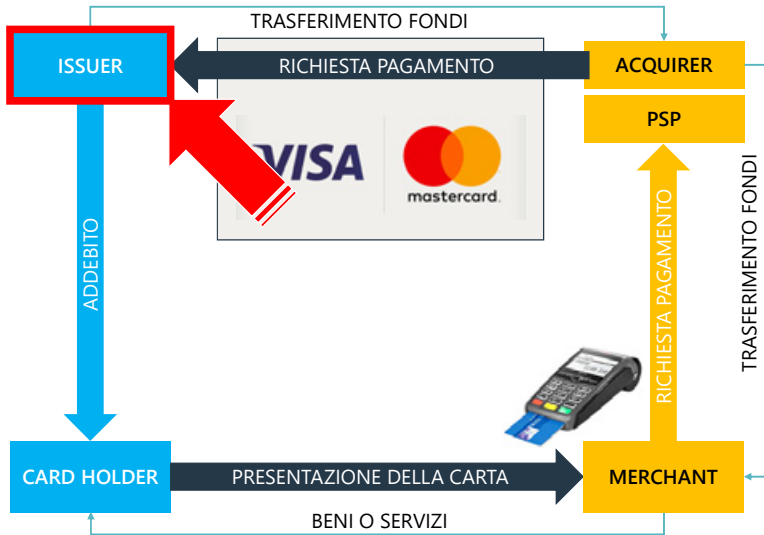 TRASFERIMENTO FONDI
ISSUER
RICHIESTA PAGAMENTO
ACQUIRER
PSP
VISA
mastercard.
ADDEBITO
RICHIESTA PAGAMENTO
TRASFERIMENTO FONDI
CARD HOLDER
PRESENTAZIONE DELLA CARTA
MERCHANT
BENI O SERVIZI